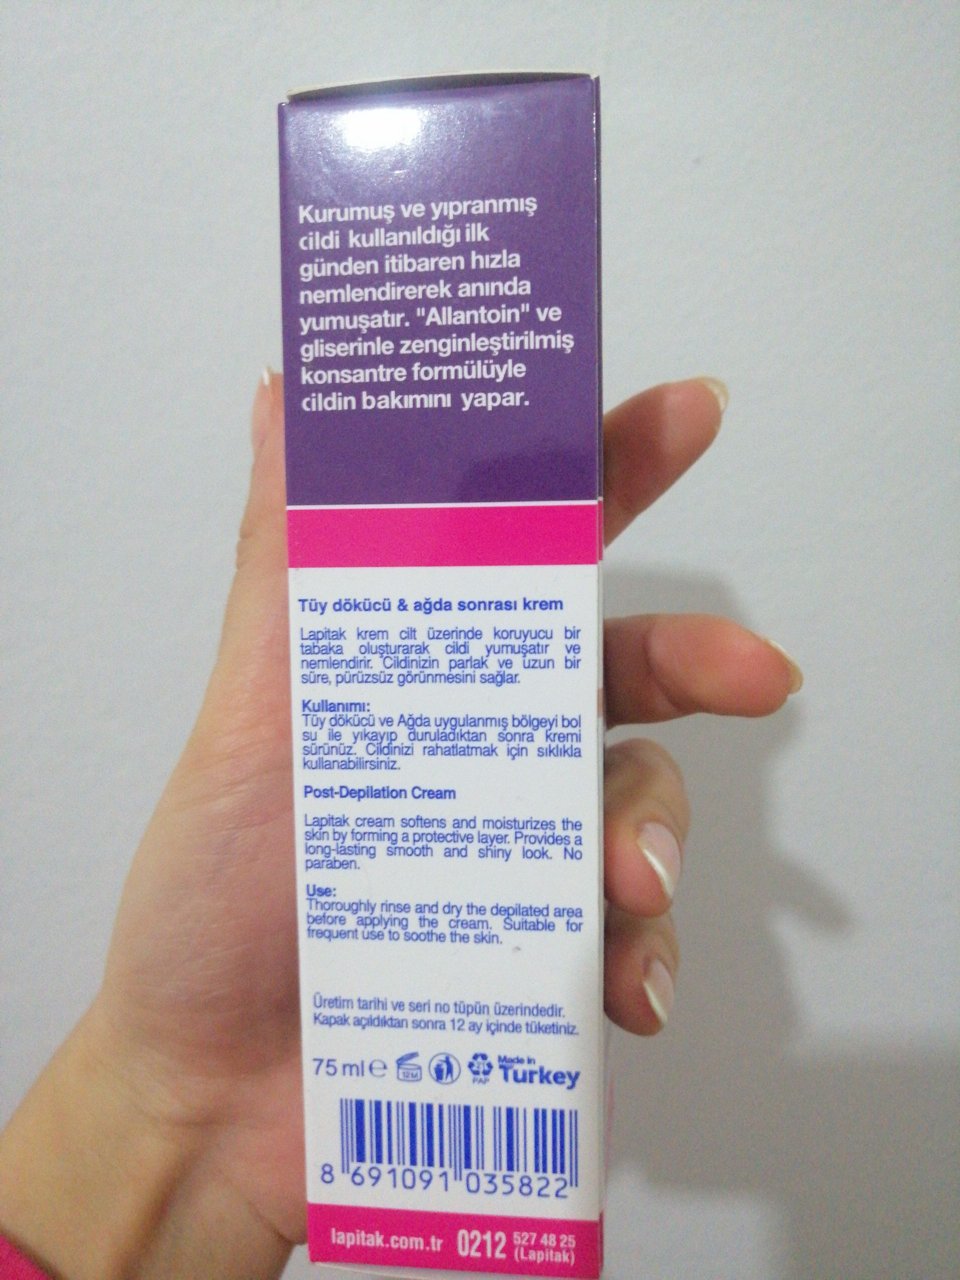 Kurumuş ve yıpranmış
cildi kullanıldığı ilk
günden itibaren hızla
nemlendirerek anında
yumuşatır. "Allantoin" ve
gliserinle zenginleştirilmiş
konsantre formülüyle
cildin bakımını yapar.
Tüy dökücü & ağda sonrası krem
Lapitak krem cilt üzerinde koruyucu bir
tabaka oluşturarak cildi yumuşatır ve
nemlendirir. Cildinizin parlak ve uzun bir
süre, pürüzsüz görünmesini sağlar.
Kullanımı:
Tüy dökücü ve Ağda uygulanmış bölgeyi bol
su ile yıkayıp duruladıktan sonra kremi
sürünüz. Cildinizi rahatlatmak için sıklıkla
kullanabilirsiniz.
Post-Depilation Cream
Lapitak cream softens and moisturizes the
skin by forming a protective layer. Provides a
long-lasting smooth and shiny look. No
paraben.
Use:
Thoroughly rinse and dry the depilated area
before applying the cream. Suitable for
frequent use to soothe the skin.
Üretim tarihi ve seri no tüpün üzerindedir.
Kapak açıldıktan sonra 12 ay içinde tüketiniz.
75 ml e 12M 21 PAP Made in Turkey
8 691091 035822
lapitak.com.tr 0212 527 48 25
(Lapitak)